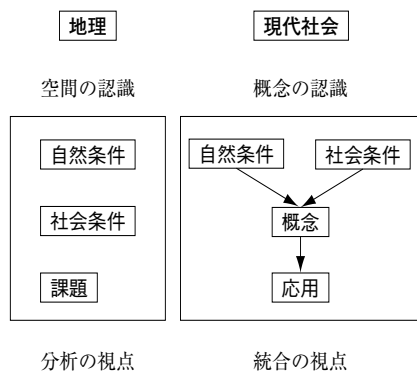 地理
現代社会
空間の認識
概念の認識
自然条件
社会条件
課題
自然条件
社会条件
概念
応用
分析の視点
統合の視点